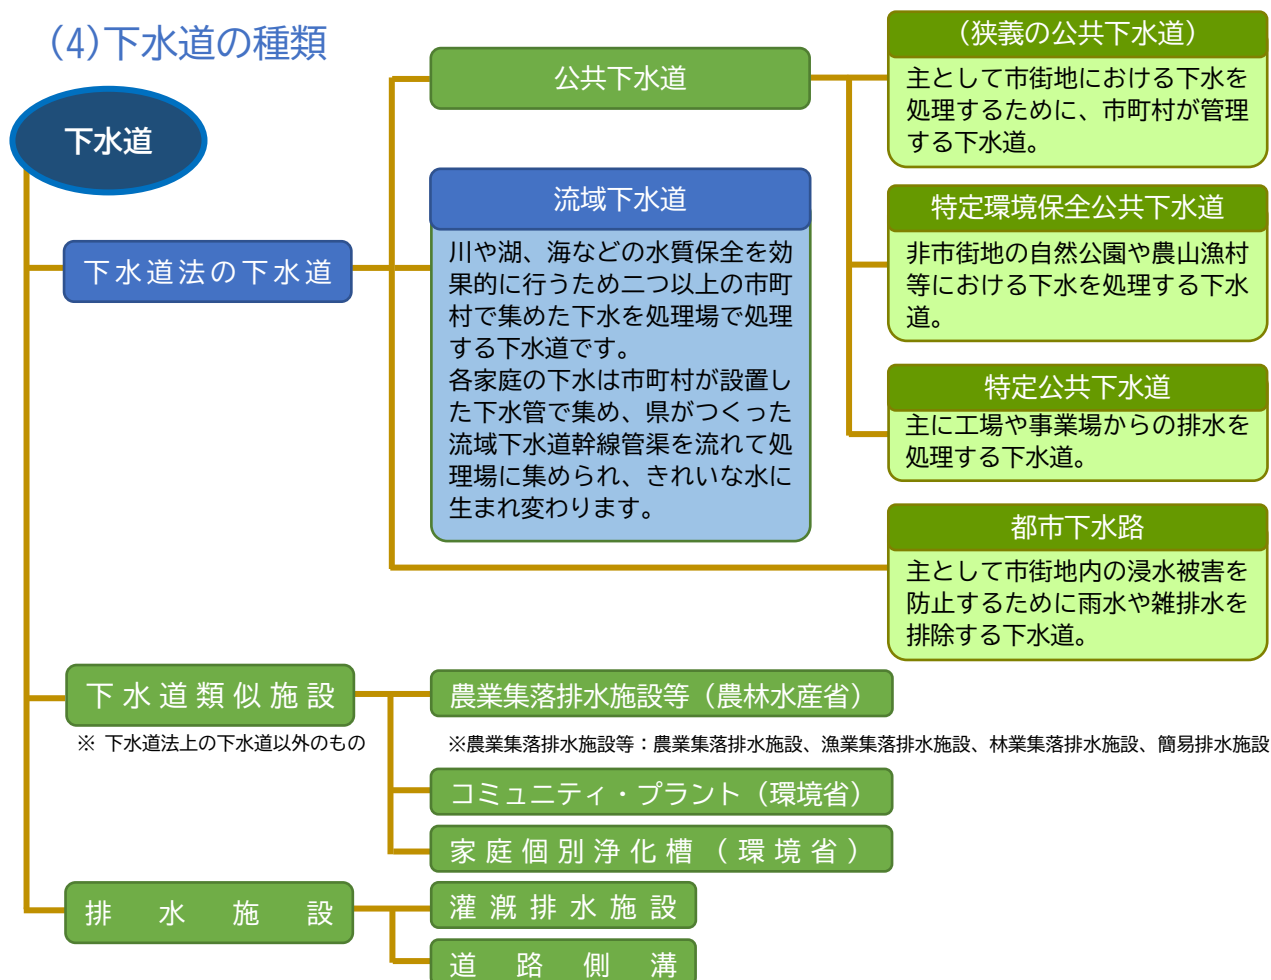 (4)下水道の種類
下水道
下水道法の下水道
公共下水道
(狭義の公共下水道)
主として市街地における下水を
処理するために、市町村が管理
する下水道。
特定環境保全公共下水道
非市街地の自然公園や農山漁村
等における下水を処理する下水
道。
特定公共下水道
主に工場や事業場からの排水を
処理する下水道。
流域下水道
川や湖、海などの水質保全を効
果的に行うため二つ以上の市町
村で集めた下水を処理場で処理
する下水道です。
各家庭の下水は市町村が設置し
た下水管で集め、県がつくった
流域下水道幹線管渠を流れて処
理場に集められ、きれいな水に
生まれ変わります。
都市下水路
主として市街地内の浸水被害を
防止するために雨水や雑排水を
排除する下水道。
下水道類似施設
※ 下水道法上の下水道以外のもの
農業集落排水施設等（農林水産省）
※農業集落排水施設等：農業集落排水施設、漁業集落排水施設、林業集落排水施設、簡易排水施設
コミュニティ・プラント（環境省）
家庭個別浄化槽（環境省）
排水施設
灌漑排水施設
道路側溝